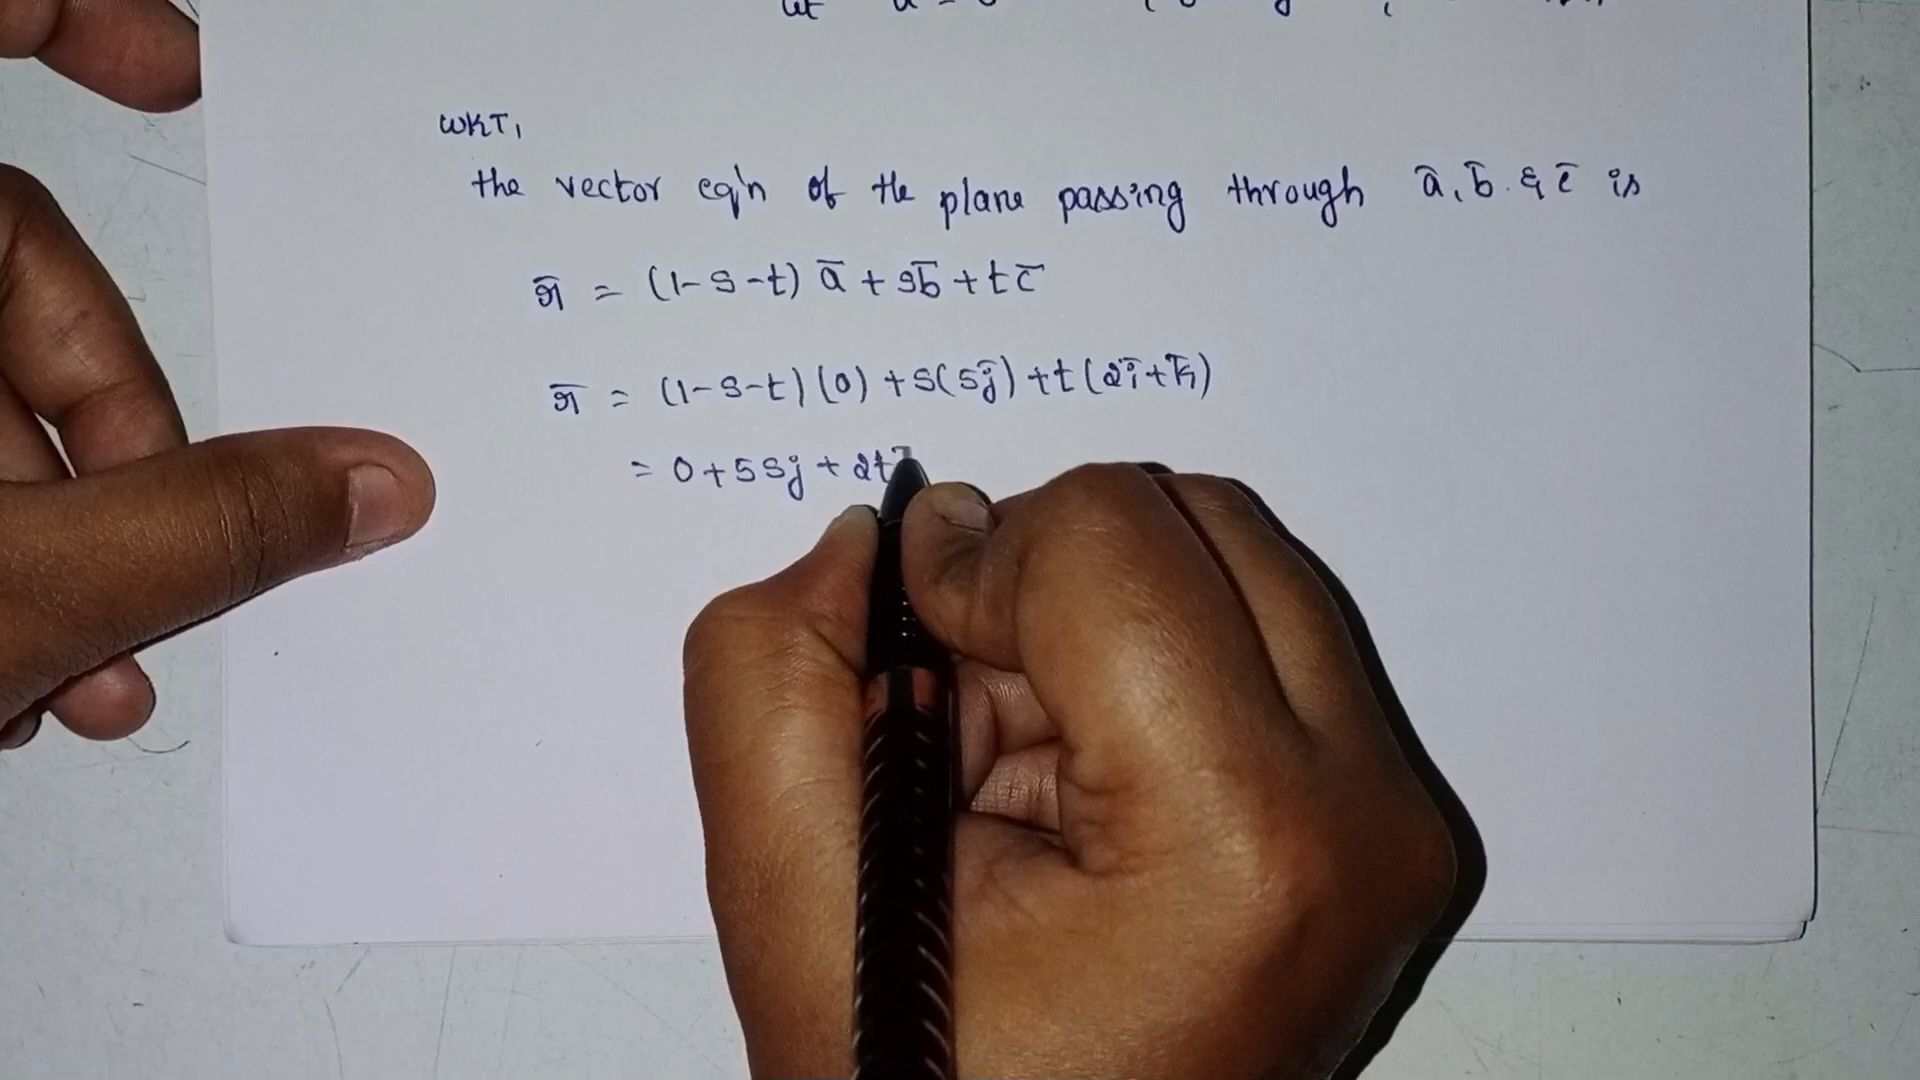 WKT,
the vector eq'n of the plane passing through a̅, b̅ & c̅ is
r̅ = (1-s-t) a̅ + sb̅ + tc̅
r̅ = (1-s-t) (0) + s(5j̅) + t(2i̅+k̅)
= 0 + 5sj + 2t